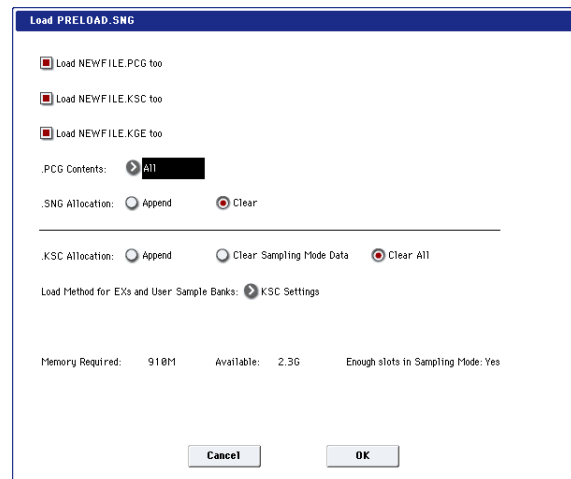 Load PRELOAD.SNG
Load NEWFILE.PCG too
Load NEWFILE.KSC too
Load NEWFILE.KGE too
.PCG Contents: All
.SNG Allocation: Append Clear
.KSC Allocation: Append Clear Sampling Mode Data Clear All
Load Method for EXs and User Sample Banks: KSC Settings
Memory Required: 910M Available: 2.3G Enough slots in Sampling Mode: Yes
Cancel OK